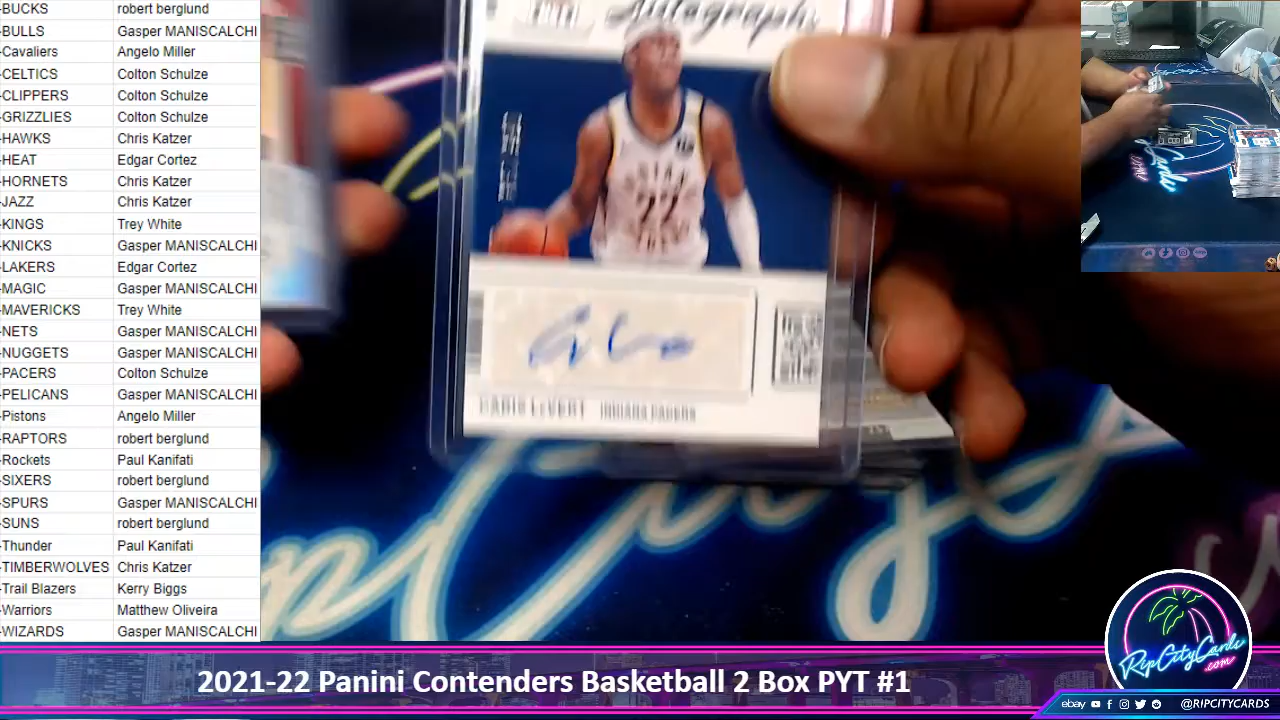 -BUCKS robert berglund
-BULLS Gasper MANISCALCHI
-Cavaliers Angelo Miller
-CELTICS Colton Schulze
-CLIPPERS Colton Schulze
-GRIZZLIES Colton Schulze
-HAWKS Chris Katzer
-HEAT Edgar Cortez
-HORNETS Chris Katzer
-JAZZ Chris Katzer
-KINGS Trey White
-KNICKS Gasper MANISCALCHI
-LAKERS Edgar Cortez
-MAGIC Gasper MANISCALCHI
-MAVERICKS Trey White
-NETS Gasper MANISCALCHI
-NUGGETS Gasper MANISCALCHI
-PACERS Colton Schulze
-PELICANS Gasper MANISCALCHI
-Pistons Angelo Miller
-RAPTORS robert berglund
-Rockets Paul Kanifati
-SIXERS robert berglund
-SPURS Gasper MANISCALCHI
-SUNS robert berglund
-Thunder Paul Kanifati
-TIMBERWOLVES Chris Katzer
-Trail Blazers Kerry Biggs
-Warriors Matthew Oliveira
-WIZARDS Gasper MANISCALCHI
Autographs
22
CARIS LeVERT INDIANA PACERS
RipCityCards
.com
2021-22 Panini Contenders Basketball 2 Box PYT #1
ebay @RIPCITYCARDS